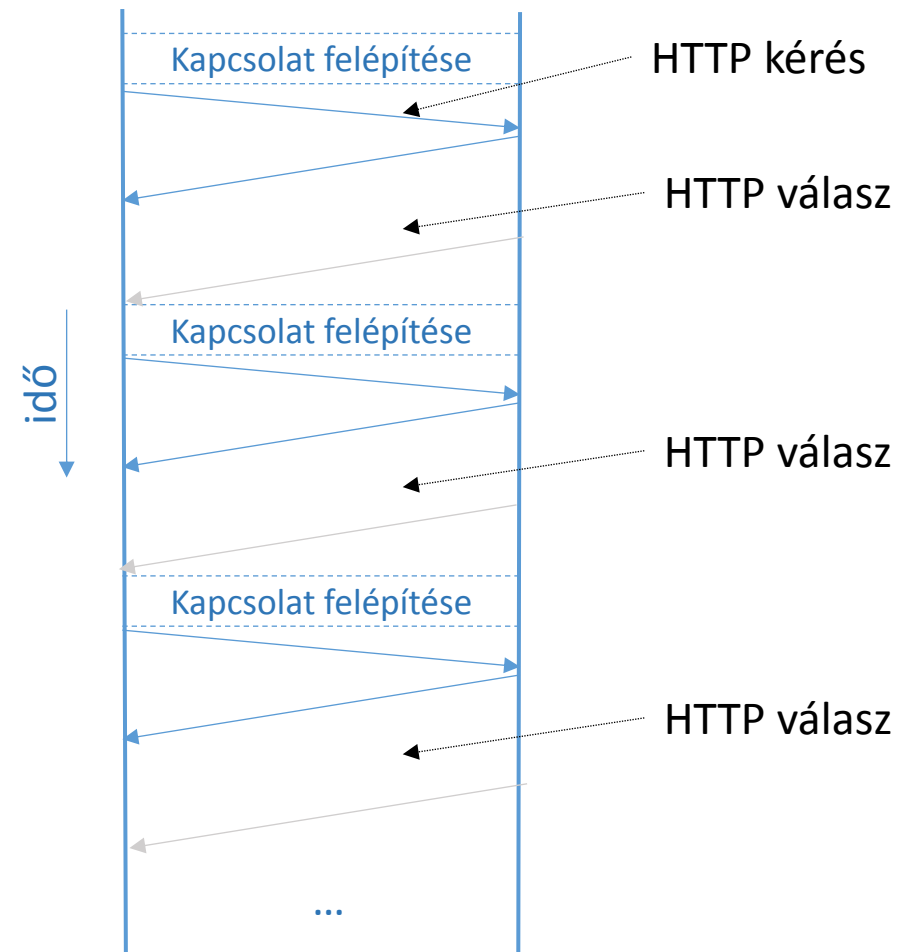 Kapcsolat felépítése
HTTP kérés
HTTP válasz
Kapcsolat felépítése
idő
HTTP válasz
Kapcsolat felépítése
HTTP válasz
...